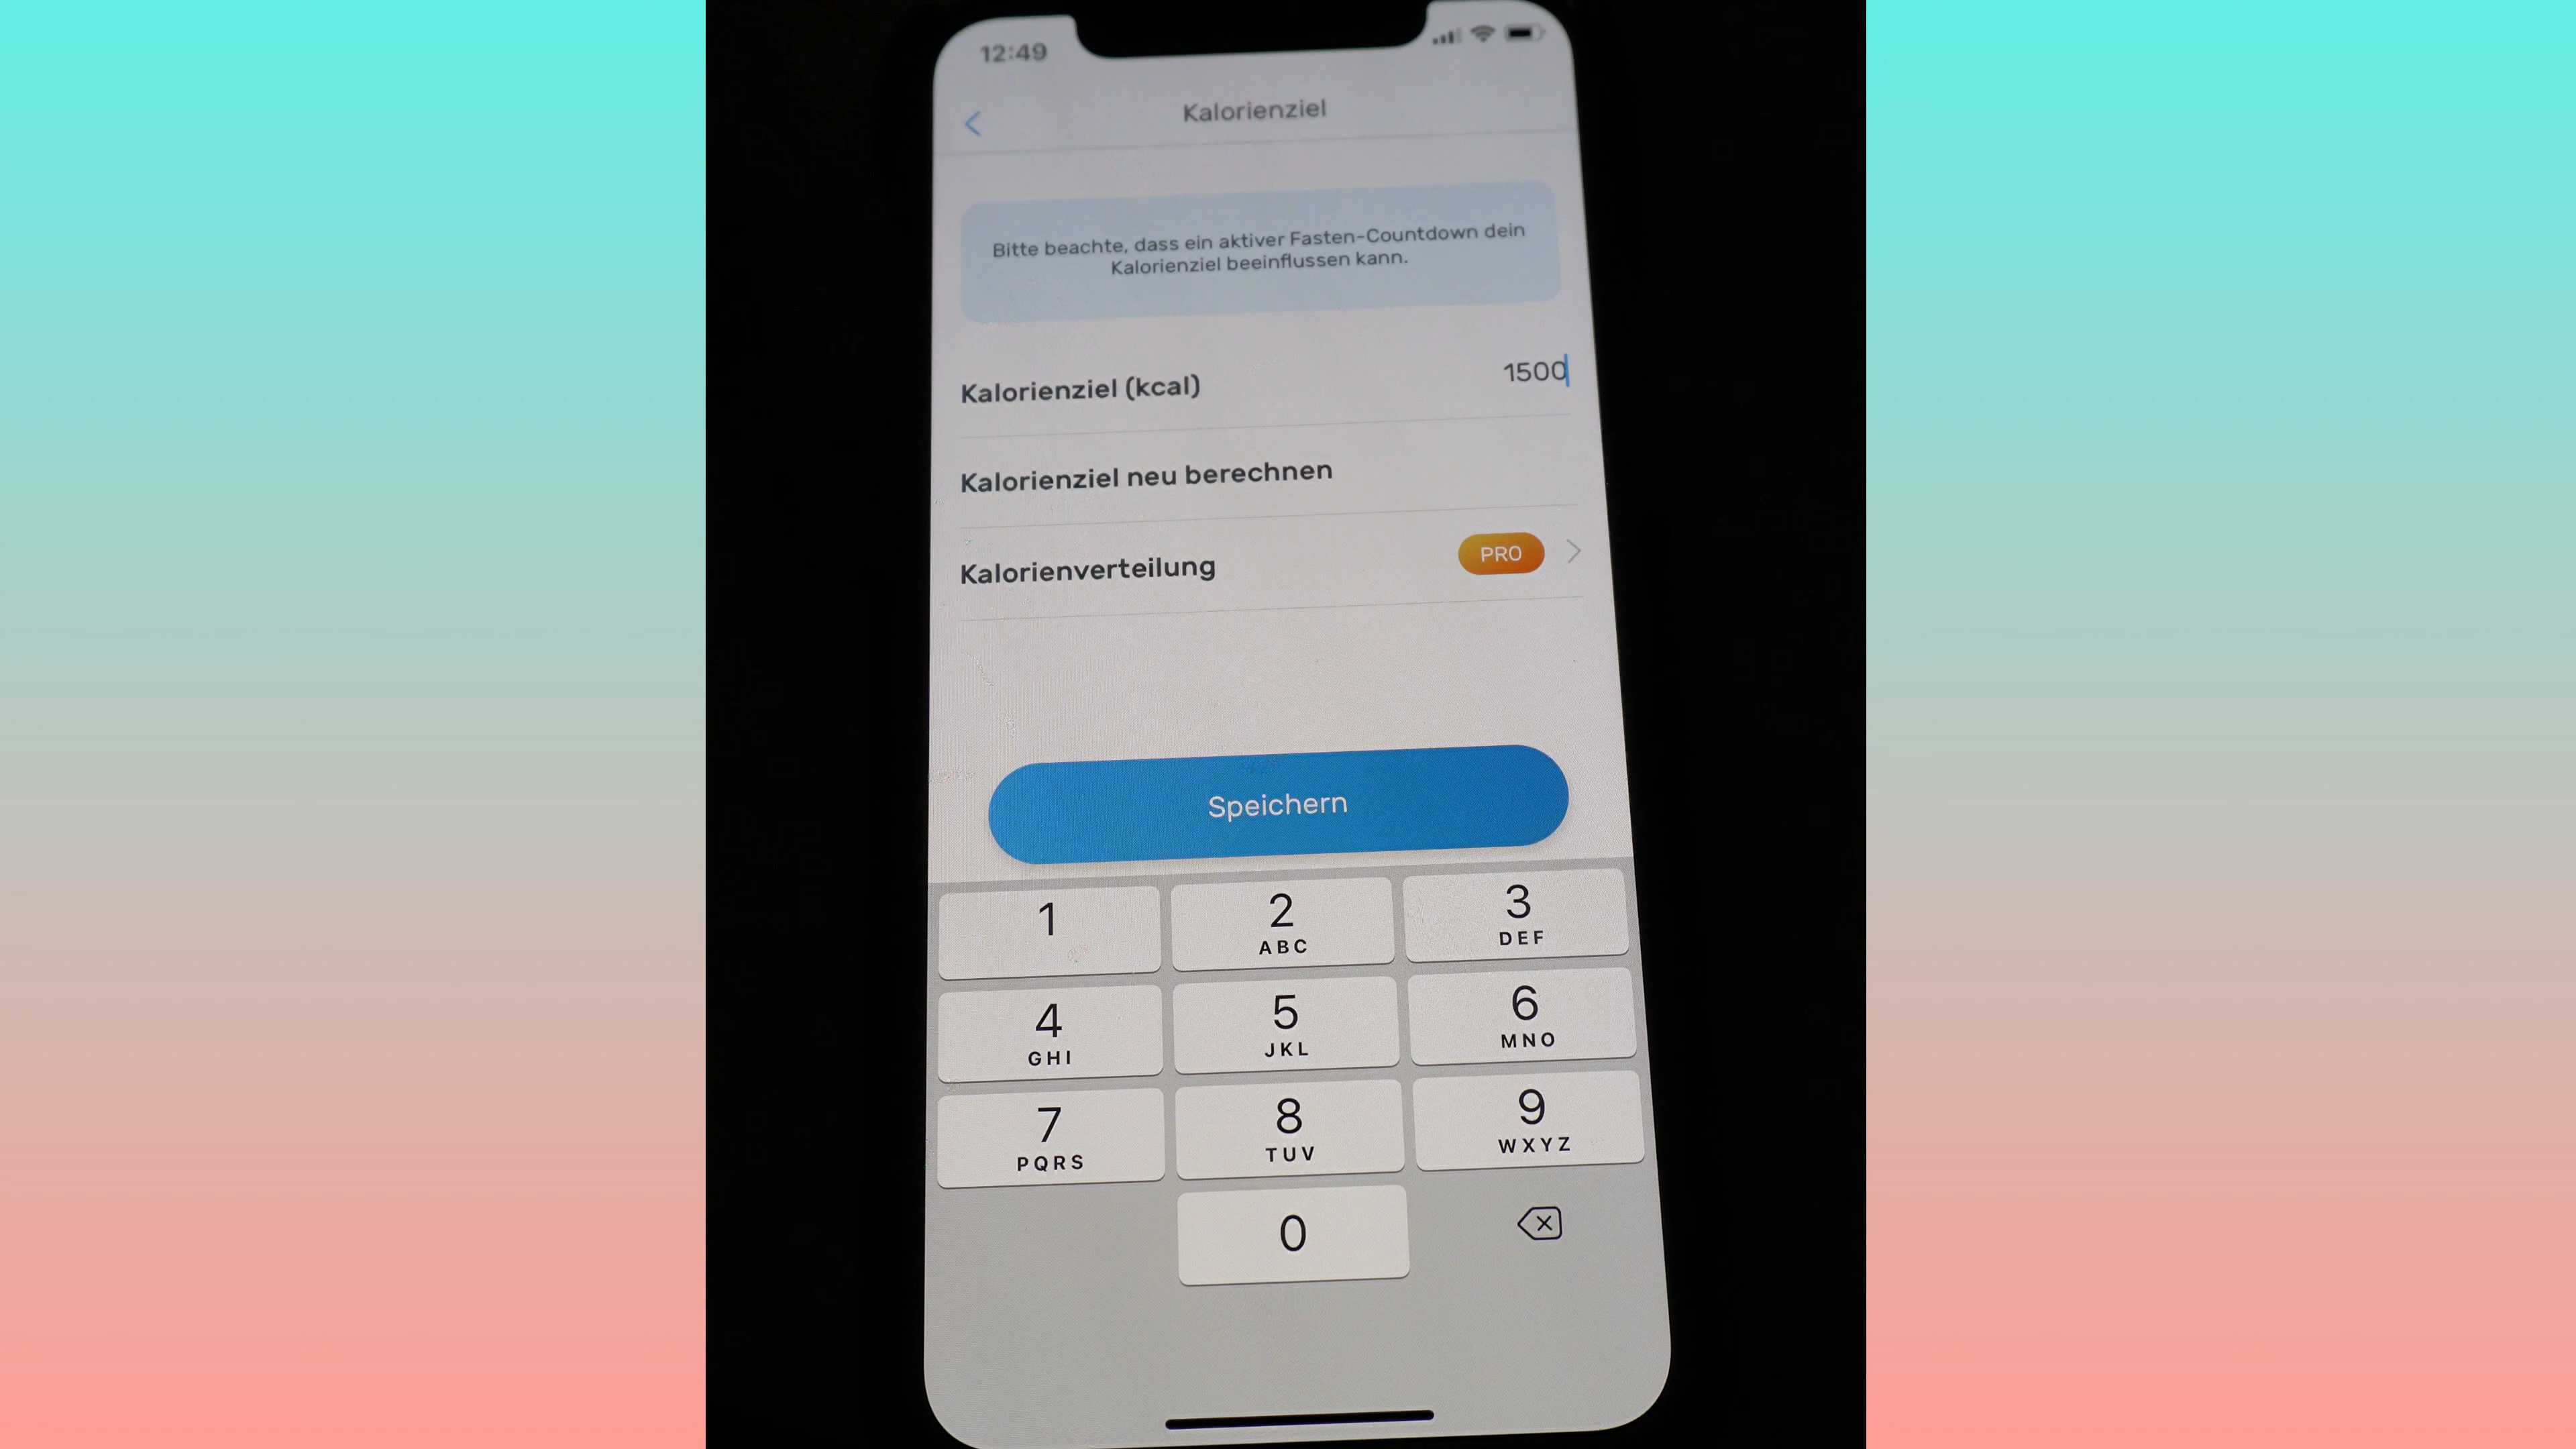 12:49
Kalorienziel
Bitte beachte, dass ein aktiver Fasten-Countdown dein
Kalorienziel beeinflussen kann.
Kalorienziel (kcal) 1500
Kalorienziel neu berechnen
Kalorienverteilung PRO
Speichern
1 2 3
ABC DEF
4 5 6
GHI JKL MNO
7 8 9
PQRS TUV WXYZ
0